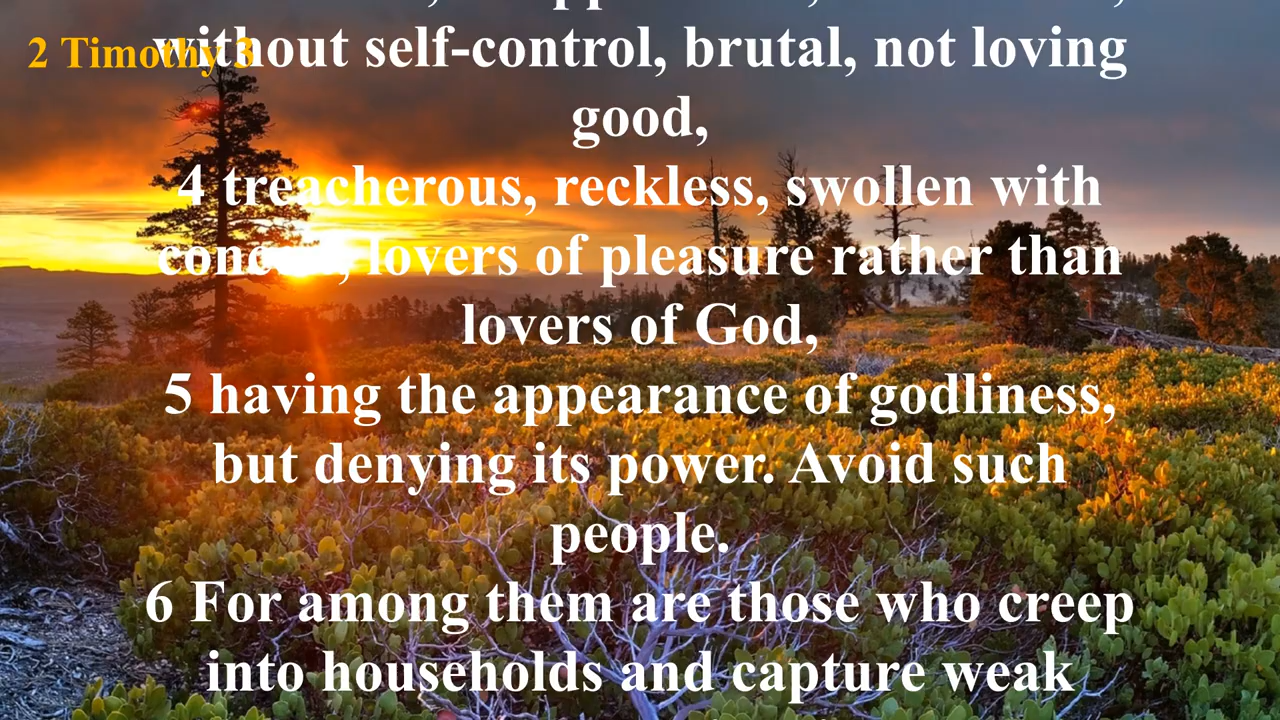 2 Timothy 3
without self-control, brutal, not loving
good,
4 treacherous, reckless, swollen with
conceit, lovers of pleasure rather than
lovers of God,
5 having the appearance of godliness,
but denying its power. Avoid such
people.
6 For among them are those who creep
into households and capture weak